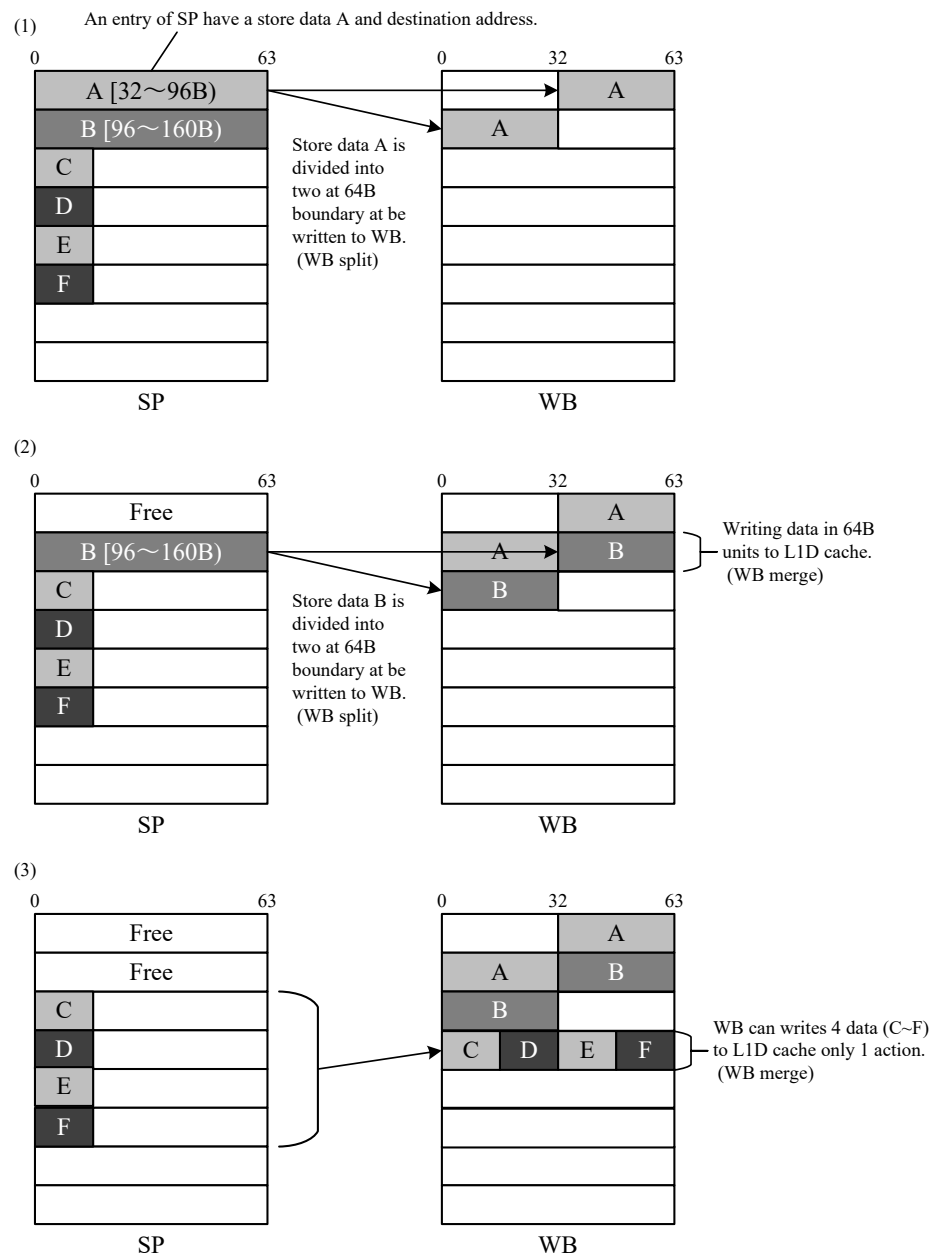 (1)
An entry of SP have a store data A and destination address.
0 63 0 32 63
A [32～96B) A
B [96～160B) A
C
D
E
F
Store data A is
divided into
two at 64B
boundary at be
written to WB.
(WB split)
SP WB
(2)
0 63 0 32 63
Free A
B [96～160B) A B
C B
D
E
F
Writing data in 64B
units to L1D cache.
(WB merge)
Store data B is
divided into
two at 64B
boundary at be
written to WB.
(WB split)
SP WB
(3)
0 63 0 32 63
Free A
Free A B
C B
D C D E F
E
F
WB can writes 4 data (C~F)
to L1D cache only 1 action.
(WB merge)
SP WB